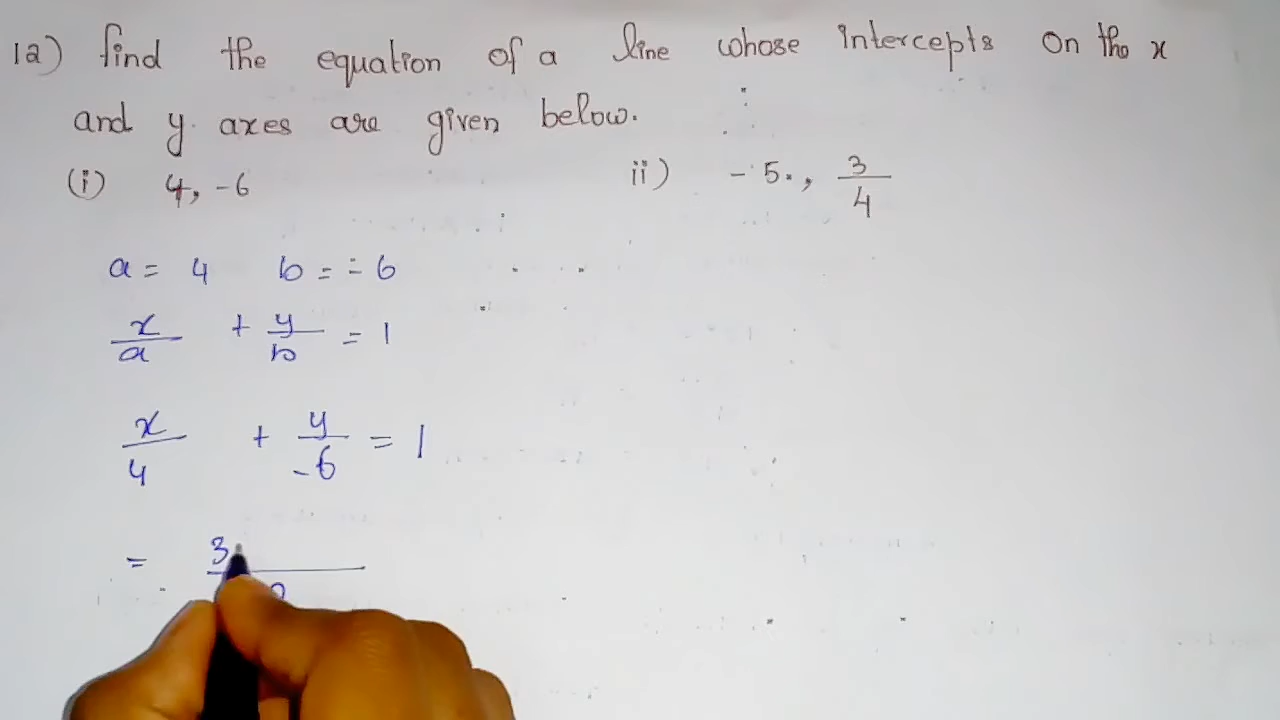 12) find the equation of a line whose intercepts on the x
and y axes are given below.
(i) 4, -6 ii) -5., 3/4
a = 4 b = -6
x/a + y/b = 1
x/4 + y/-6 = 1
= 3